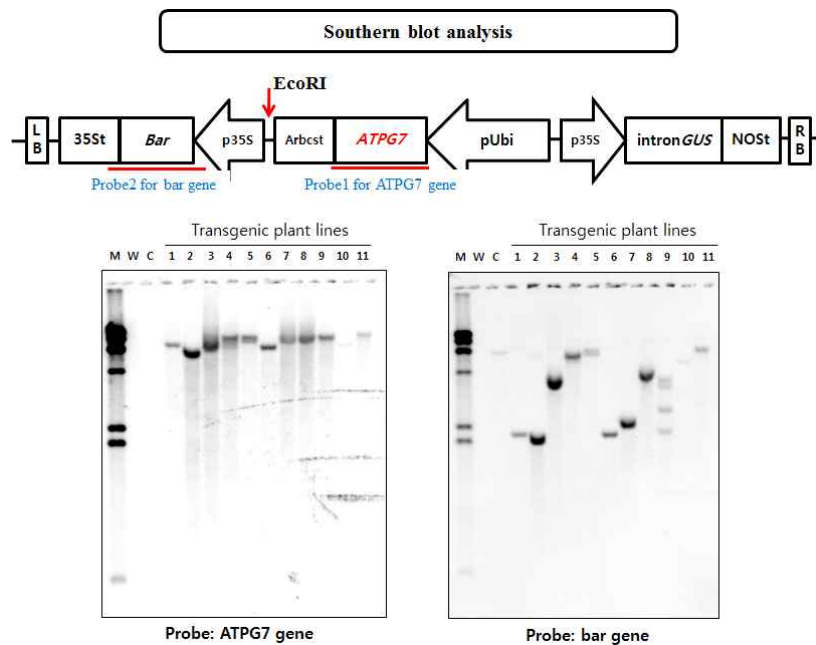 Southern blot analysis
EcoRI
LB 35St Bar p35S Arbcst ATPG7 pUbi p35S intronGUS NOSt RB
Probe2 for bar gene Probe1 for ATPG7 gene
Transgenic plant lines Transgenic plant lines
M W C 1 2 3 4 5 6 7 8 9 10 11 M W C 1 2 3 4 5 6 7 8 9 10 11
Probe: ATPG7 gene Probe: bar gene